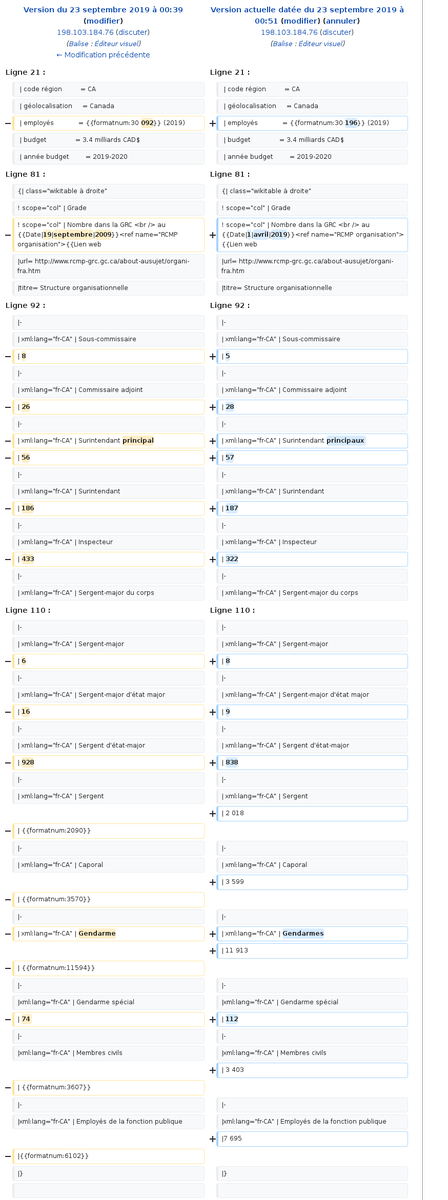 Version du 23 septembre 2019 à 00:39
(modifier)
198.103.184.76 (discuter)
(Balise : Éditeur visuel)
← Modification précédente
Version actuelle datée du 23 septembre 2019 à
00:51 (modifier) (annuler)
198.103.184.76 (discuter)
(Balise : Éditeur visuel)
Ligne 21 :
Ligne 21 :
| code région = CA
| code région = CA
| géolocalisation = Canada
| géolocalisation = Canada
− | employés = {{formatnum:30 092}} (2019)
+ | employés = {{formatnum:30 196}} (2019)
| budget = 3.4 milliards CAD$
| budget = 3.4 milliards CAD$
| année budget = 2019-2020
| année budget = 2019-2020
Ligne 81 :
Ligne 81 :
{| class="wikitable à droite"
{| class="wikitable à droite"
! scope="col" | Grade
! scope="col" | Grade
! scope="col" | Nombre dans la GRC <br /> au
− {{Date|19|septembre|2009}}<ref name="RCMP
organisation">{{Lien web
! scope="col" | Nombre dans la GRC <br /> au
+ {{Date|1|avril|2019}}<ref name="RCMP organisation">
{{Lien web
|url= http://www.rcmp-grc.gc.ca/about-ausujet/organi-
fra.htm
|url= http://www.rcmp-grc.gc.ca/about-ausujet/organi-
fra.htm
|titre= Structure organisationnelle
|titre= Structure organisationnelle
Ligne 92 :
Ligne 92 :
|-
|-
| xml:lang="fr-CA" | Sous-commissaire
| xml:lang="fr-CA" | Sous-commissaire
− | 8
+ | 5
|-
|-
| xml:lang="fr-CA" | Commissaire adjoint
| xml:lang="fr-CA" | Commissaire adjoint
− | 26
+ | 28
|-
|-
− | xml:lang="fr-CA" | Surintendant principal
+ | xml:lang="fr-CA" | Surintendant principaux
− | 56
+ | 57
|-
|-
| xml:lang="fr-CA" | Surintendant
| xml:lang="fr-CA" | Surintendant
− | 186
+ | 187
|-
|-
| xml:lang="fr-CA" | Inspecteur
| xml:lang="fr-CA" | Inspecteur
− | 433
+ | 322
|-
|-
| xml:lang="fr-CA" | Sergent-major du corps
| xml:lang="fr-CA" | Sergent-major du corps
Ligne 110 :
Ligne 110 :
|-
|-
| xml:lang="fr-CA" | Sergent-major
| xml:lang="fr-CA" | Sergent-major
− | 6
+ | 8
|-
|-
| xml:lang="fr-CA" | Sergent-major d'état major
| xml:lang="fr-CA" | Sergent-major d'état major
− | 16
+ | 9
|-
|-
| xml:lang="fr-CA" | Sergent d'état-major
| xml:lang="fr-CA" | Sergent d'état-major
− | 928
+ | 838
|-
|-
| xml:lang="fr-CA" | Sergent
| xml:lang="fr-CA" | Sergent
+ | 2 018
− | {{formatnum:2090}}
|-
|-
| xml:lang="fr-CA" | Caporal
| xml:lang="fr-CA" | Caporal
+ | 3 599
− | {{formatnum:3570}}
|-
|-
− | xml:lang="fr-CA" | Gendarme
+ | xml:lang="fr-CA" | Gendarmes
+ | 11 913
− | {{formatnum:11594}}
|-
|-
|xml:lang="fr-CA" | Gendarme spécial
|xml:lang="fr-CA" | Gendarme spécial
− | 74
+ | 112
|-
|-
|xml:lang="fr-CA" | Membres civils
|xml:lang="fr-CA" | Membres civils
+ | 3 403
− | {{formatnum:3607}}
|-
|-
|xml:lang="fr-CA" | Employés de la fonction publique
|xml:lang="fr-CA" | Employés de la fonction publique
+ |7 695
− |{{formatnum:6102}}
|}
|}